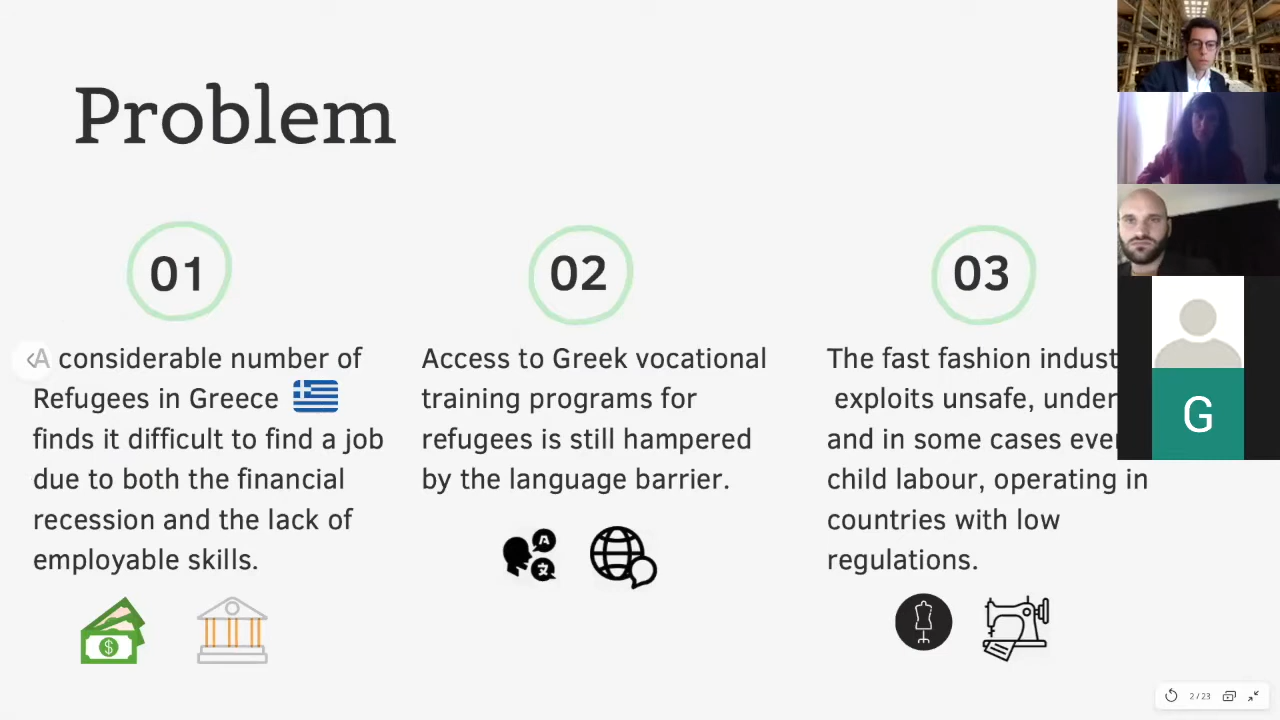 Problem
01
A considerable number of
Refugees in Greece
finds it difficult to find a job
due to both the financial
recession and the lack of
employable skills.
02
Access to Greek vocational
training programs for
refugees is still hampered
by the language barrier.
03
The fast fashion indust
exploits unsafe, under
and in some cases even
child labour, operating in
countries with low
regulations.
G
2 / 23